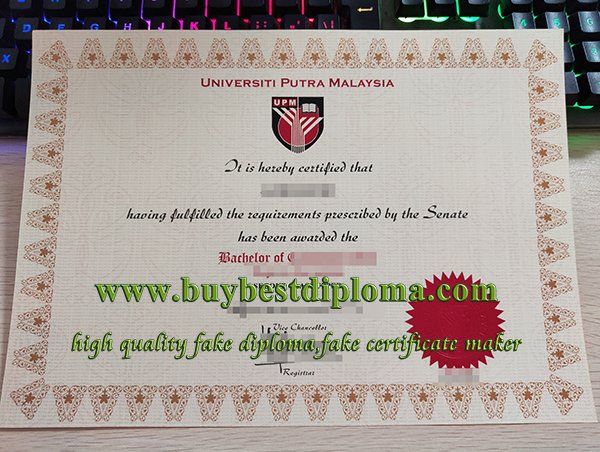 UNIVERSITI PUTRA MALAYSIA
UPM
It is hereby certified that
having fulfilled the requirements prescribed by the Senate
has been awarded the
Bachelor of
www.buybestdiploma.com
Vice Chancellor
high quality fake diploma,fake certificate maker
Registrar